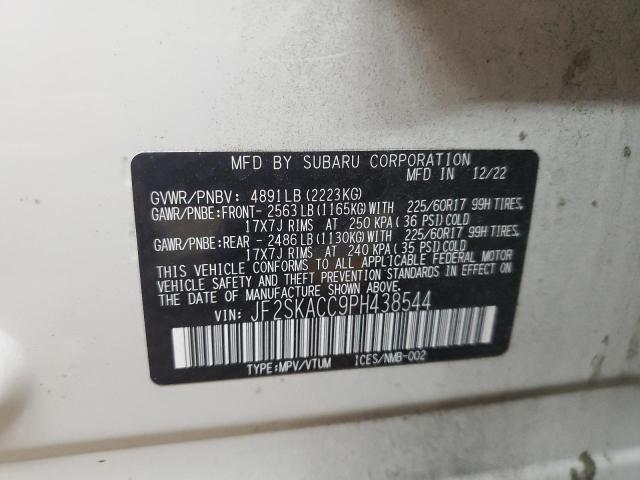 MFD BY SUBARU CORPORATION
MFD IN 12/22
GVWR/PNBV: 4891LB (2223KG)
GAWR/PNBE:FRONT- 2563LB(1165KG)WITH 225/60R17 99H TIRES,
17X7J RIMS AT 250 KPA( 36 PSI)COLD
GAWR/PNBE:REAR - 2486LB(1130KG)WITH 225/60R17 99H TIRES,
17X7J RIMS AT 240 KPA( 35 PSI)COLD
THIS VEHICLE CONFORMS TO ALL APPLICABLE FEDERAL MOTOR
VEHICLE SAFETY AND THEFT PREVENTION STANDARDS IN EFFECT ON
THE DATE OF MANUFACTURE SHOWN ABOVE.
VIN: JF2SKACC9PH438544
TYPE:MPV/VTUM ICES/NMB-002